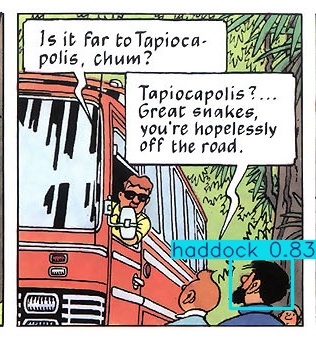 Is it far to Tapioca-
polis, chum?
Tapiocapolis?...
Great snakes,
you're hopelessly
off the road.
haddock 0.83